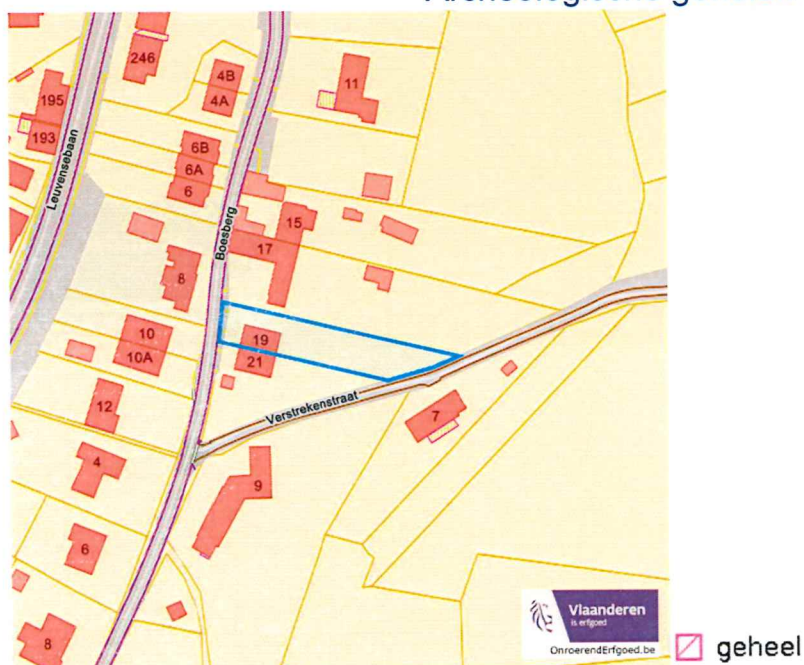 246
4B
4A
11
195
193
Leuvensebaan
6B
6A
6
Boesberg
15
17
8
10
10A
19
21
12
Verstrekenstraat
7
4
9
6
8
Vlaanderen
is erfgoed
OnroerendErfgoed.be
geheel